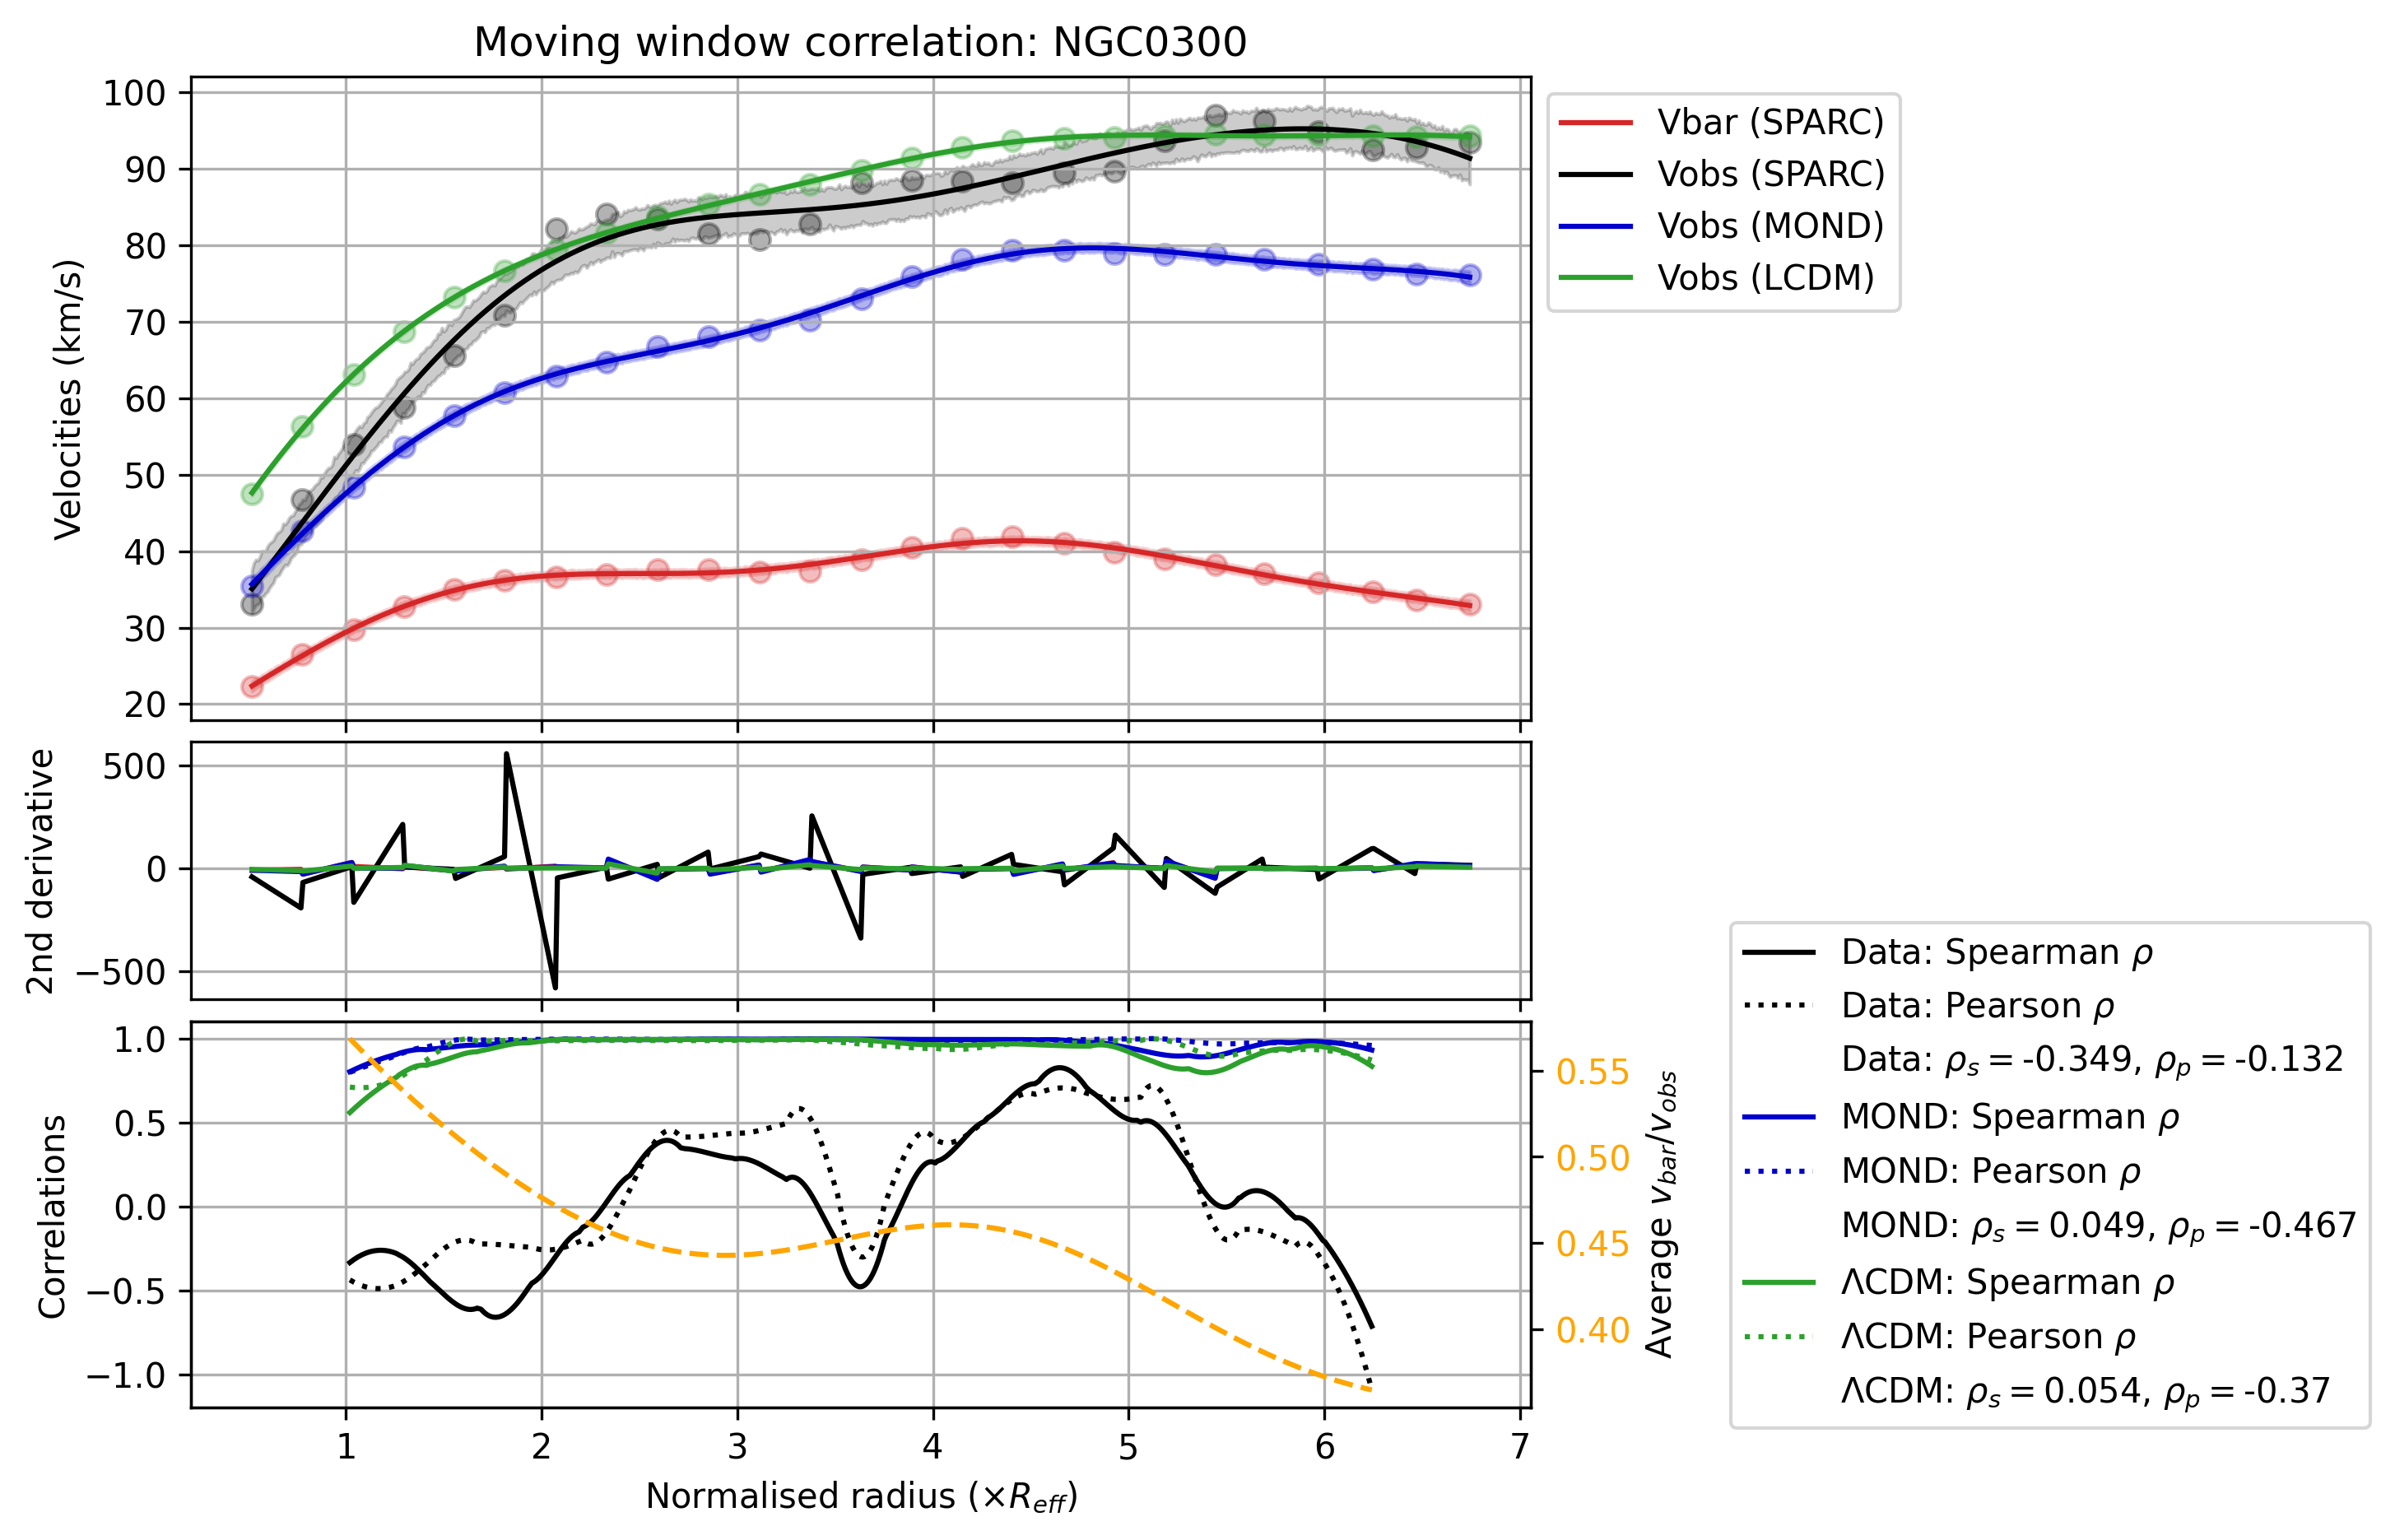 Moving window correlation: NGC0300
100
90
80
70
60
50
40
30
20
Velocities (km/s)
Vbar (SPARC)
Vobs (SPARC)
Vobs (MOND)
Vobs (LCDM)
500
0
−500
2nd derivative
1.0
0.5
0.0
−0.5
−1.0
Correlations
0.55
0.50
0.45
0.40
Average v_bar/v_obs
1 2 3 4 5 6 7
Normalised radius (×R_eff)
Data: Spearman ρ
Data: Pearson ρ
Data: ρ_s = -0.349, ρ_p = -0.132
MOND: Spearman ρ
MOND: Pearson ρ
MOND: ρ_s = 0.049, ρ_p = -0.467
ΛCDM: Spearman ρ
ΛCDM: Pearson ρ
ΛCDM: ρ_s = 0.054, ρ_p = -0.37